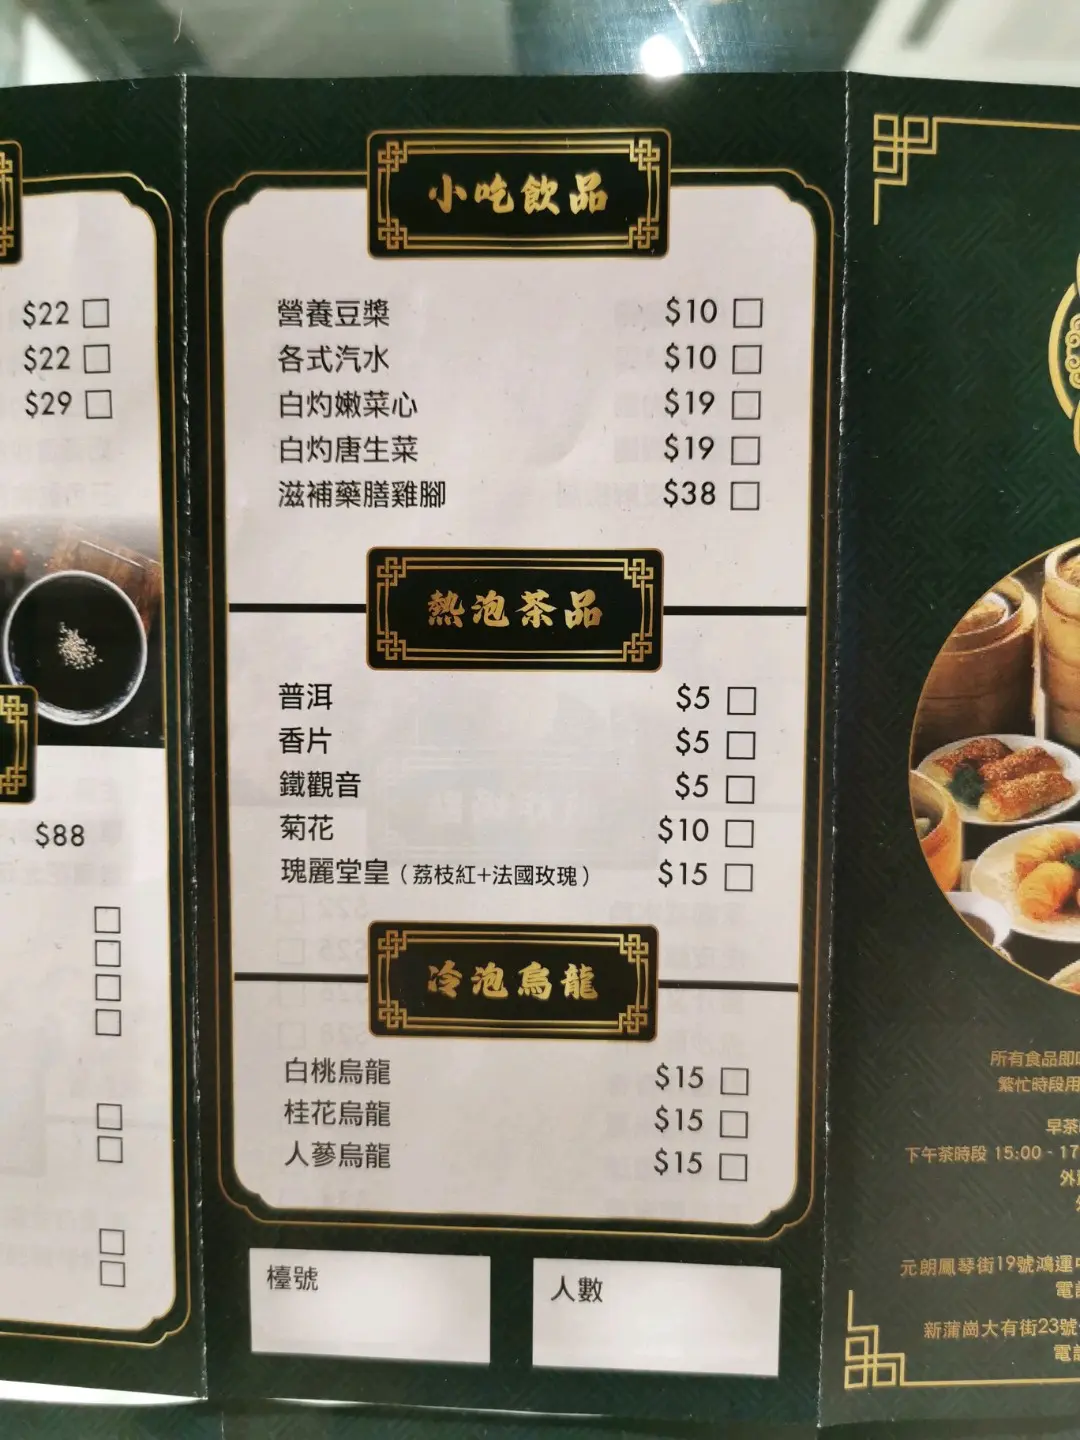 $22
$22
$29
$88
小吃飲品
營養豆漿 $10
各式汽水 $10
白灼嫩菜心 $19
白灼唐生菜 $19
滋補藥膳雞腳 $38
熱泡茶品
普洱 $5
香片 $5
鐵觀音 $5
菊花 $10
瑰麗堂皇（荔枝紅+法國玫瑰） $15
冷泡烏龍
白桃烏龍 $15
桂花烏龍 $15
人蔘烏龍 $15
檯號
人數
所有食品即
繁忙時段用
早茶
下午茶時段 15:00 - 17
外
元朗鳳琴街19號鴻運
電
新蒲崗大有街23號
電